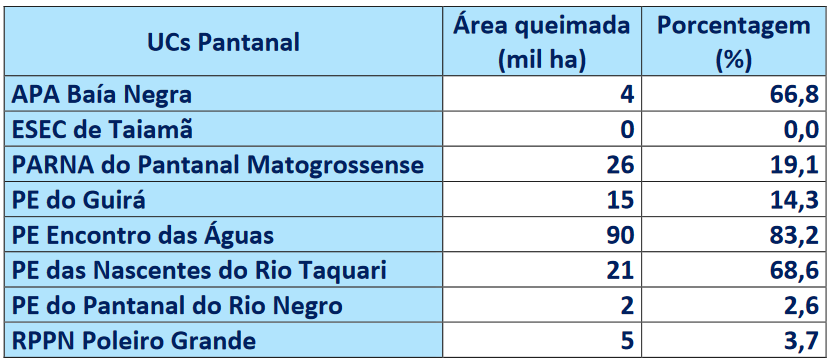 UCs Pantanal Área queimada (mil ha) Porcentagem (%)
APA Baía Negra 4 66,8
ESEC de Taiamã 0 0,0
PARNA do Pantanal Matogrossense 26 19,1
PE do Guirá 15 14,3
PE Encontro das Águas 90 83,2
PE das Nascentes do Rio Taquari 21 68,6
PE do Pantanal do Rio Negro 2 2,6
RPPN Poleiro Grande 5 3,7